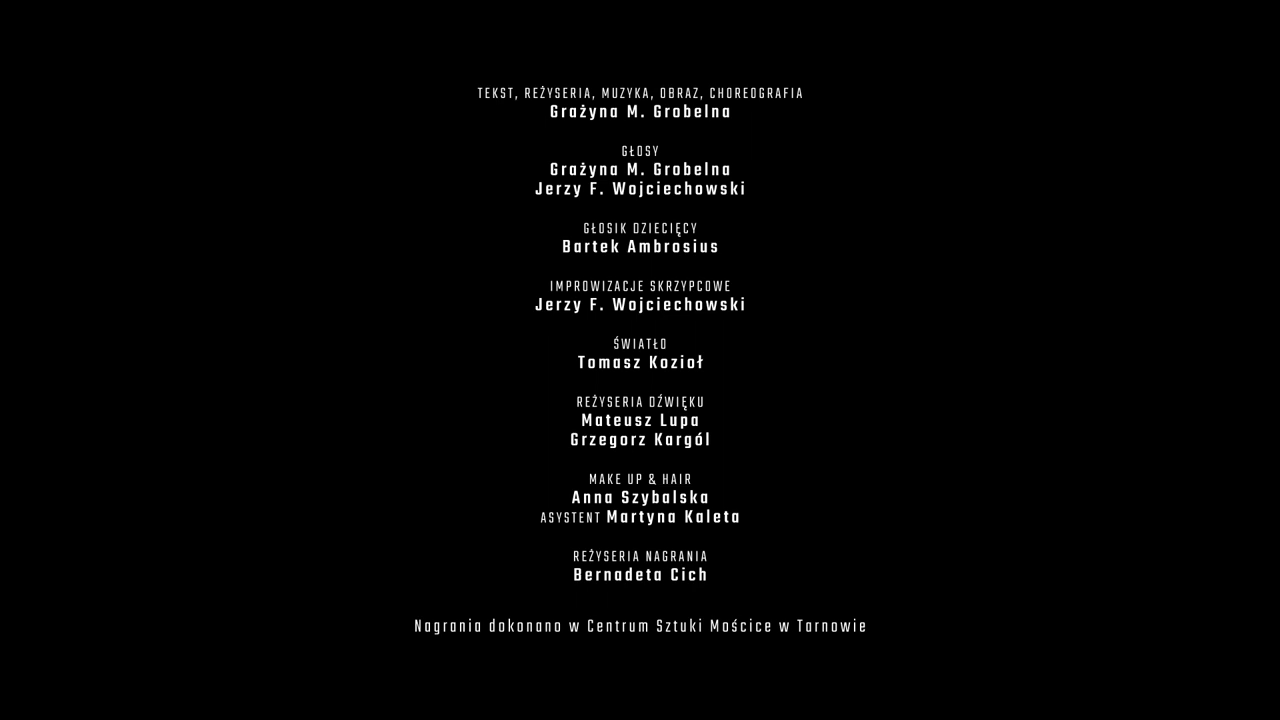 TEKST, REŻYSERIA, MUZYKA, OBRAZ, CHOREOGRAFIA
Grażyna M. Grobelna
GŁOSY
Grażyna M. Grobelna
Jerzy F. Wojciechowski
GŁOSIK DZIECIĘCY
Bartek Ambrosius
IMPROWIZACJE SKRZYPCOWE
Jerzy F. Wojciechowski
ŚWIATŁO
Tomasz Kozioł
REŻYSERIA DŹWIĘKU
Mateusz Lupa
Grzegorz Kargól
MAKE UP & HAIR
Anna Szybalska
ASYSTENT Martyna Kaleta
REŻYSERIA NAGRANIA
Bernadeta Cich
Nagrania dokonano w Centrum Sztuki Mościce w Tarnowie